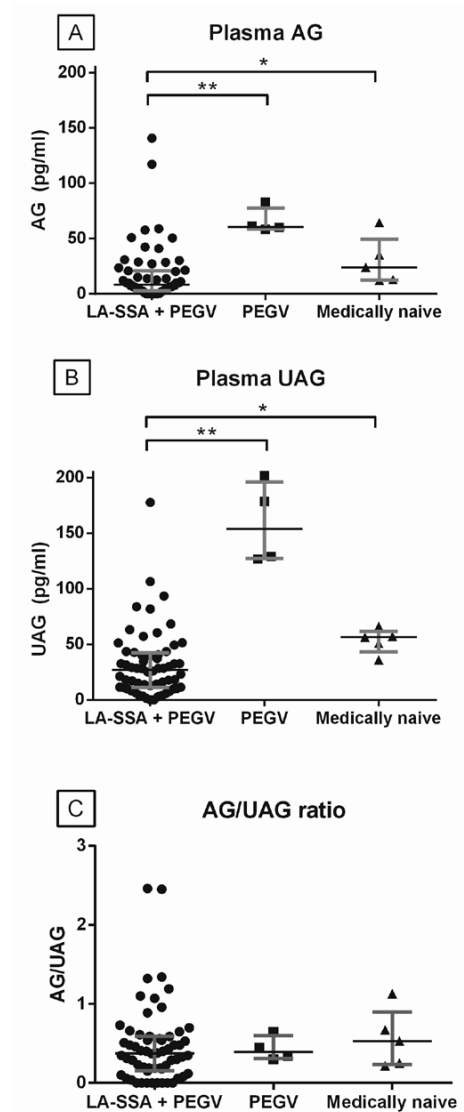 A Plasma AG
*
**
200
150
100
50
0
AG (pg/ml)
LA-SSA + PEGV PEGV Medically naive
B Plasma UAG
*
**
200
150
100
50
0
UAG (pg/ml)
LA-SSA + PEGV PEGV Medically naive
C AG/UAG ratio
3
2
1
0
AG/UAG
LA-SSA + PEGV PEGV Medically naive